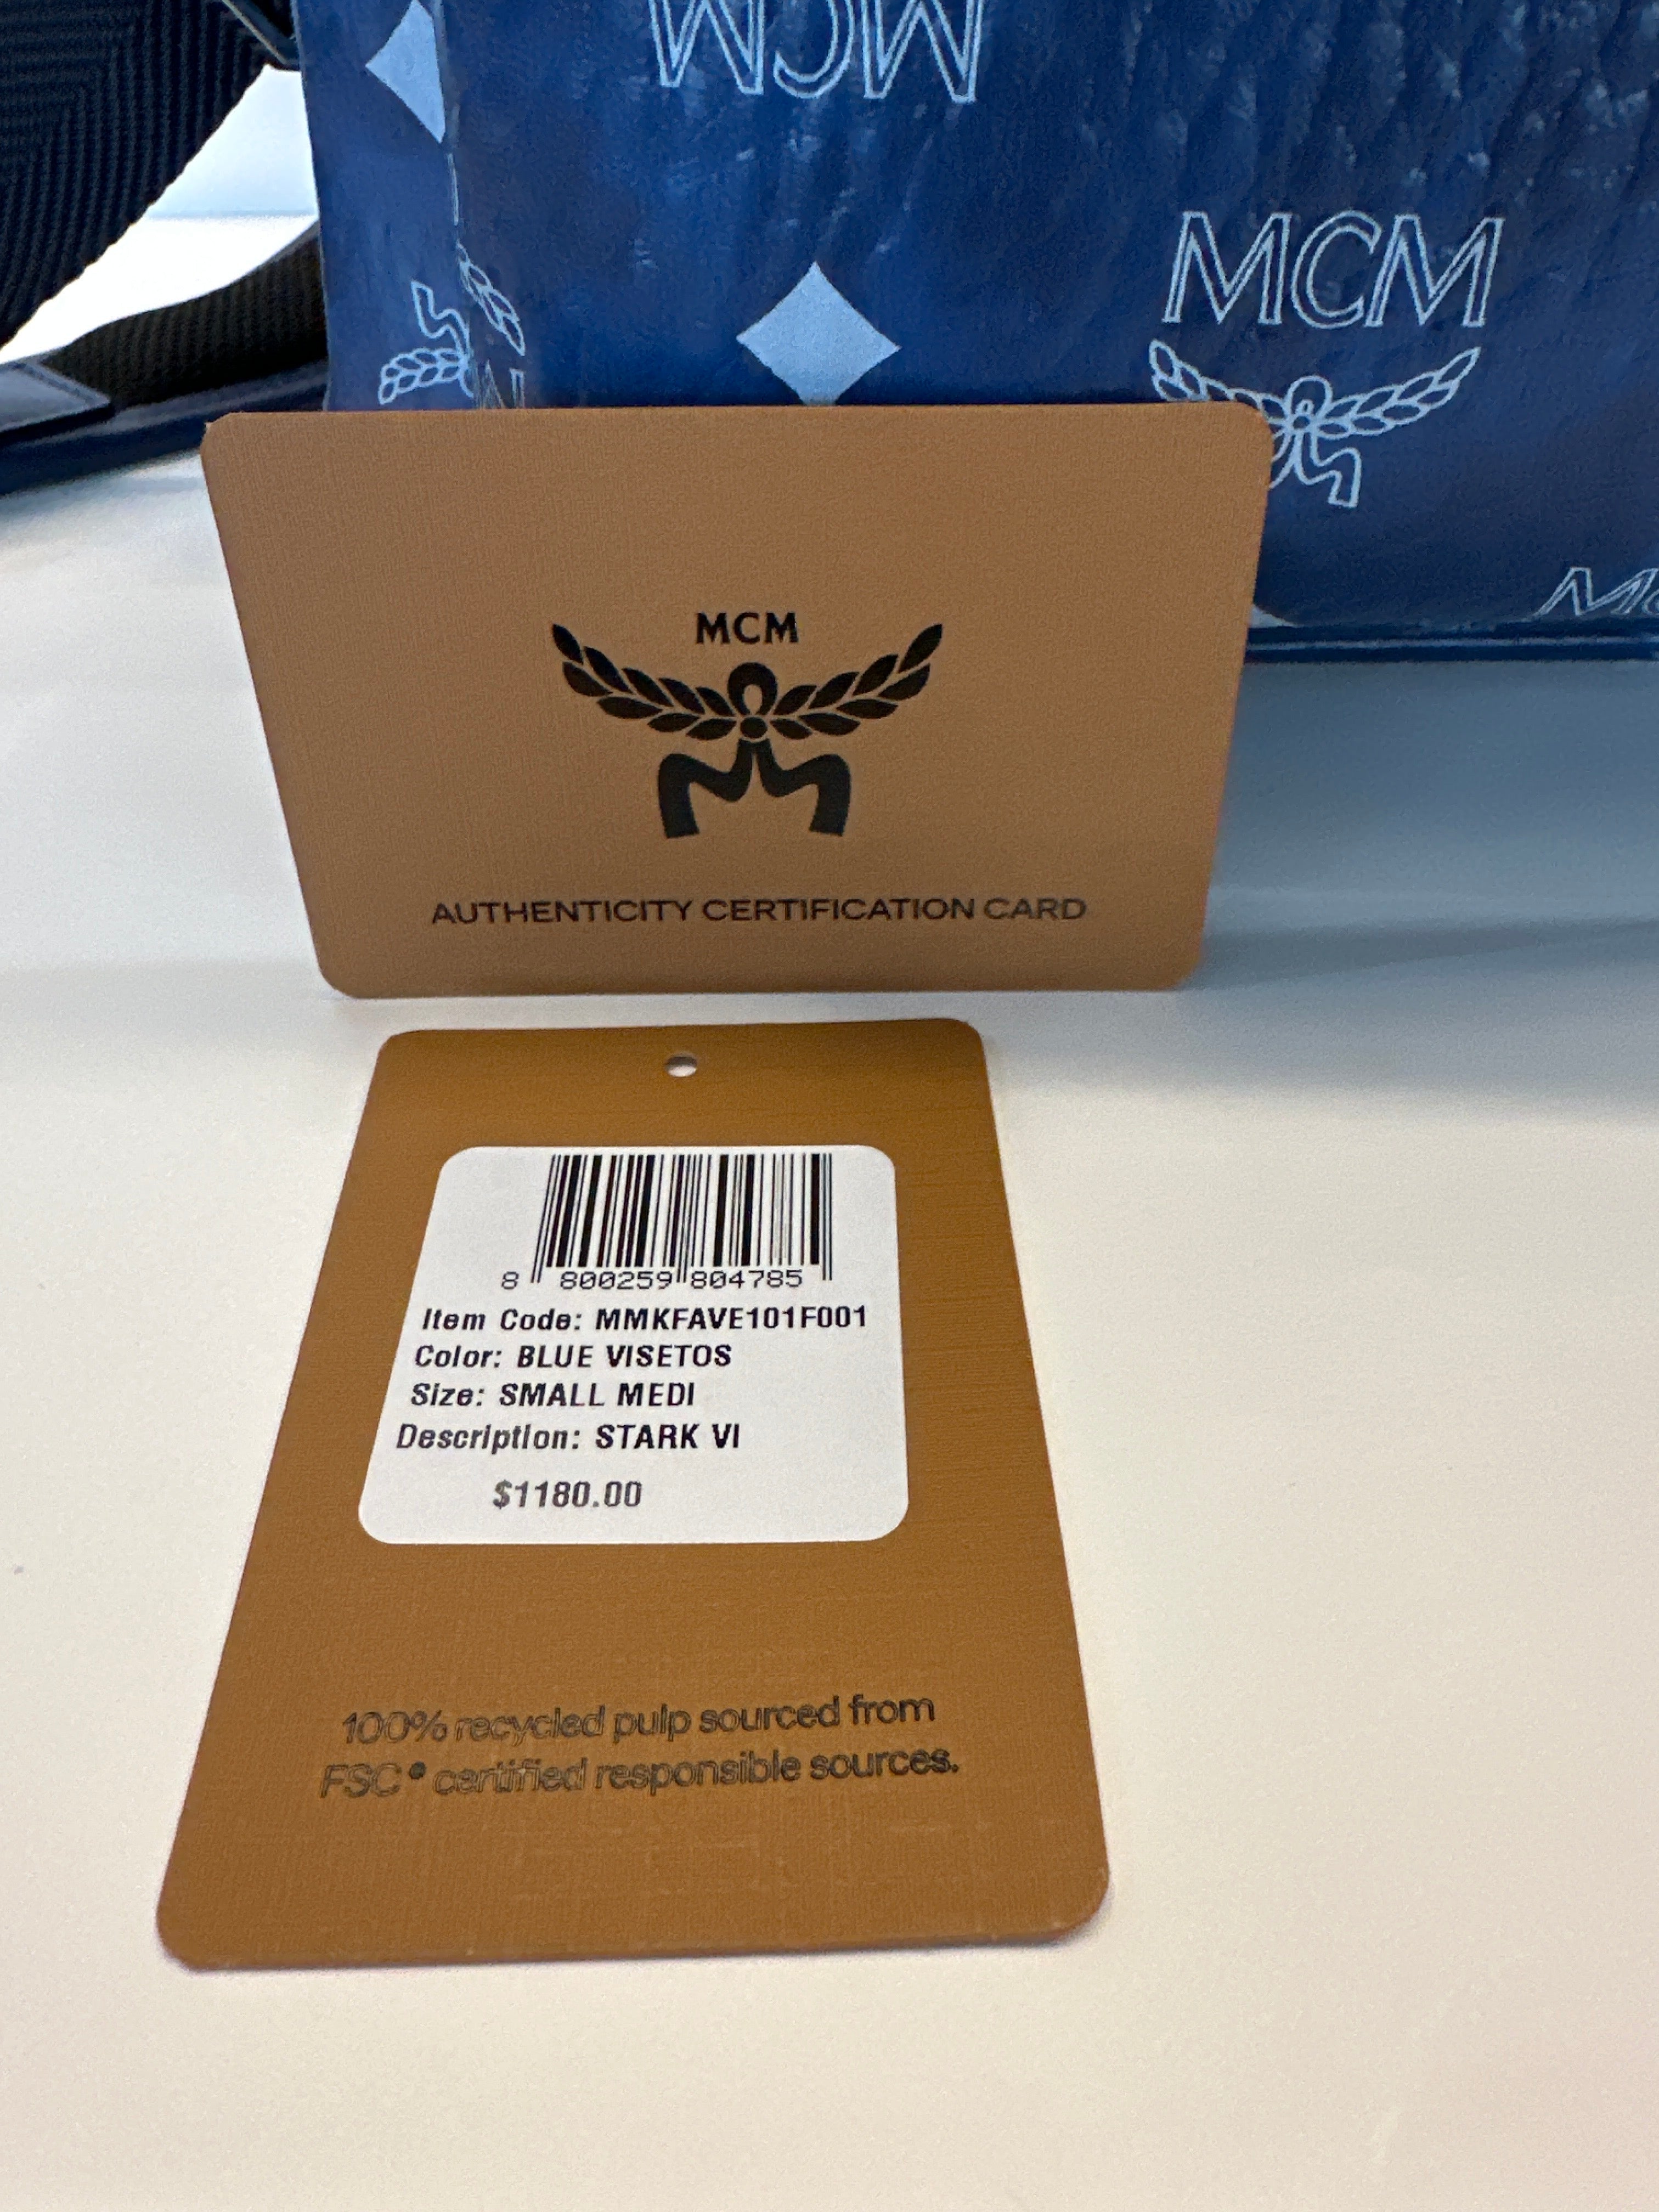 MCM
MCM
MCM
AUTHENTICITY CERTIFICATION CARD
8 800259 804785
Item Code: MMKFAVE101F001
Color: BLUE VISETOS
Size: SMALL MEDI
Description: STARK VI
$1180.00
100% recycled pulp sourced from
FSC® certified responsible sources.